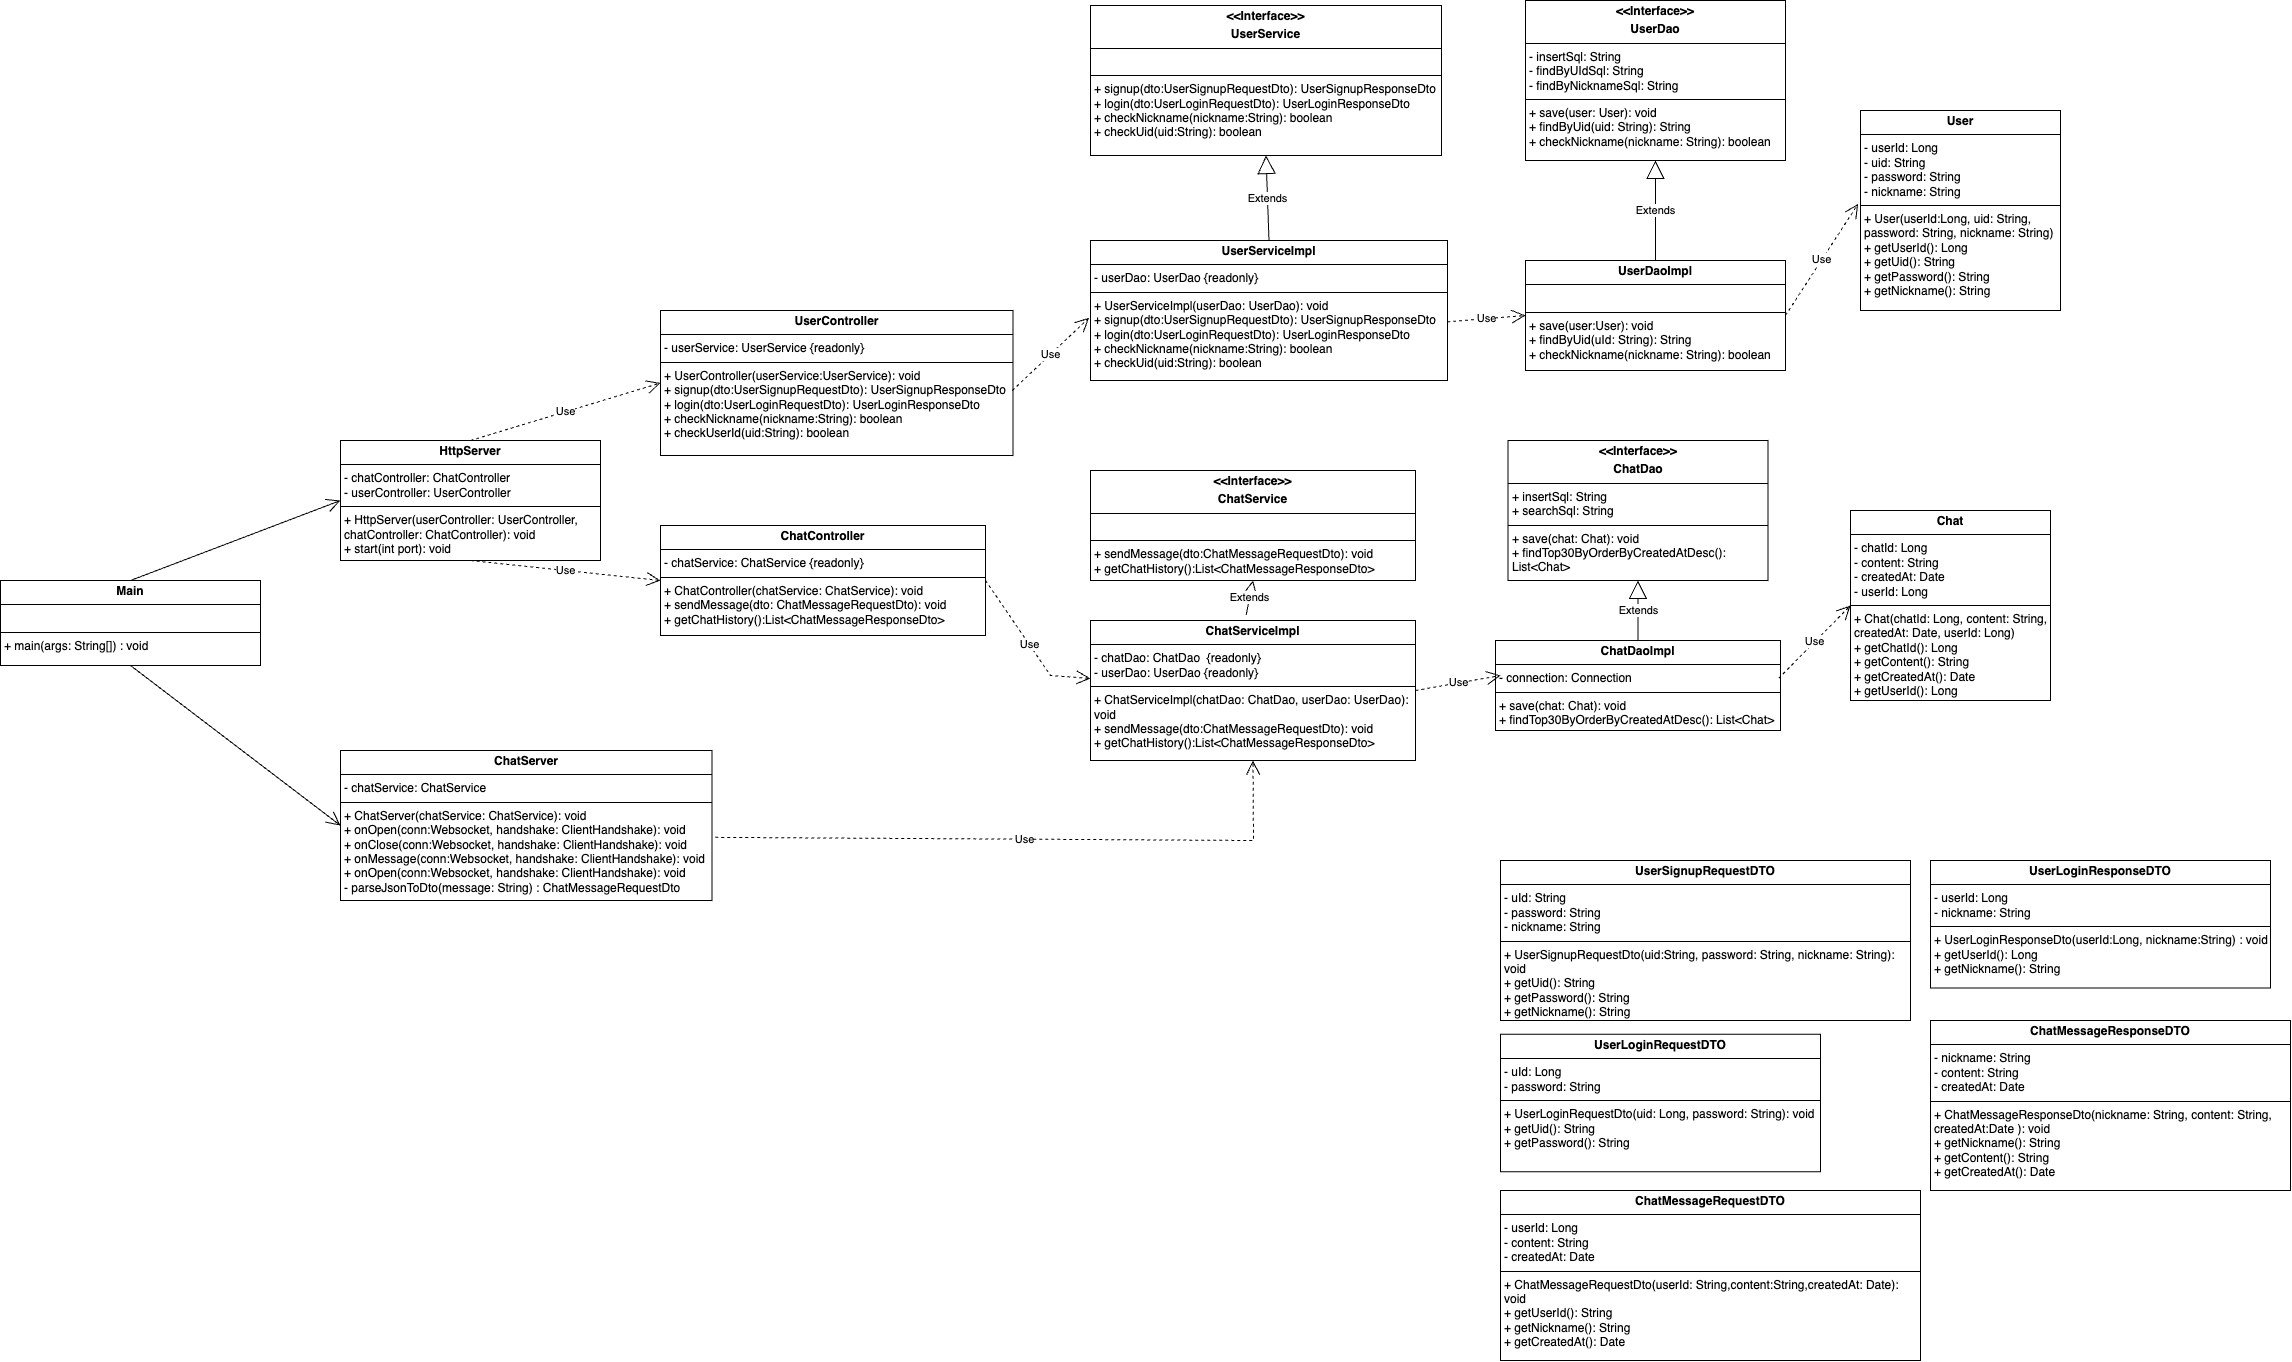 <<Interface>>
UserService
+ signup(dto:UserSignupRequestDto): UserSignupResponseDto
+ login(dto:UserLoginRequestDto): UserLoginResponseDto
+ checkNickname(nickname:String): boolean
+ checkUid(uid:String): boolean
<<Interface>>
UserDao
- insertSql: String
- findByUIdSql: String
- findByNicknameSql: String
+ save(user: User): void
+ findByUid(uid: String): String
+ checkNickname(nickname: String): boolean
User
- userId: Long
- uid: String
- password: String
- nickname: String
+ User(userId:Long, uid: String,
password: String, nickname: String)
+ getUserId(): Long
+ getUid(): String
+ getPassword(): String
+ getNickname(): String
Extends
Extends
UserServiceImpl
- userDao: UserDao {readonly}
+ UserServiceImpl(userDao: UserDao): void
+ signup(dto:UserSignupRequestDto): UserSignupResponseDto
+ login(dto:UserLoginRequestDto): UserLoginResponseDto
+ checkNickname(nickname:String): boolean
+ checkUid(uid:String): boolean
Use
UserDaoImpl
+ save(user:User): void
+ findByUid(uId: String): String
+ checkNickname(nickname: String): boolean
Use
UserController
- userService: UserService {readonly}
+ UserController(userService:UserService): void
+ signup(dto:UserSignupRequestDto): UserSignupResponseDto
+ login(dto:UserLoginRequestDto): UserLoginResponseDto
+ checkNickname(nickname:String): boolean
+ checkUserId(uid:String): boolean
Use
Use
HttpServer
- chatController: ChatController
- userController: UserController
+ HttpServer(userController: UserController,
chatController: ChatController): void
+ start(int port): void
Use
ChatController
- chatService: ChatService {readonly}
+ ChatController(chatService: ChatService): void
+ sendMessage(dto: ChatMessageRequestDto): void
+ getChatHistory():List<ChatMessageResponseDto>
Use
<<Interface>>
ChatService
+ sendMessage(dto:ChatMessageRequestDto): void
+ getChatHistory():List<ChatMessageResponseDto>
Extends
<<Interface>>
ChatDao
+ insertSql: String
+ searchSql: String
+ save(chat: Chat): void
+ findTop30ByOrderByCreatedAtDesc():
List<Chat>
Extends
Chat
- chatId: Long
- content: String
- createdAt: Date
- userId: Long
+ Chat(chatId: Long, content: String,
createdAt: Date, userId: Long)
+ getChatId(): Long
+ getContent(): String
+ getCreatedAt(): Date
+ getUserId(): Long
Main
+ main(args: String[]) : void
ChatServiceImpl
- chatDao: ChatDao  {readonly}
- userDao: UserDao {readonly}
+ ChatServiceImpl(chatDao: ChatDao, userDao: UserDao):
void
+ sendMessage(dto:ChatMessageRequestDto): void
+ getChatHistory():List<ChatMessageResponseDto>
Use
ChatDaoImpl
- connection: Connection
+ save(chat: Chat): void
+ findTop30ByOrderByCreatedAtDesc(): List<Chat>
Use
ChatServer
- chatService: ChatService
+ ChatServer(chatService: ChatService): void
+ onOpen(conn:Websocket, handshake: ClientHandshake): void
+ onClose(conn:Websocket, handshake: ClientHandshake): void
+ onMessage(conn:Websocket, handshake: ClientHandshake): void
+ onOpen(conn:Websocket, handshake: ClientHandshake): void
- parseJsonToDto(message: String) : ChatMessageRequestDto
Use
UserSignupRequestDTO
- uId: String
- password: String
- nickname: String
+ UserSignupRequestDto(uid:String, password: String, nickname: String):
void
+ getUid(): String
+ getPassword(): String
+ getNickname(): String
UserLoginResponseDTO
- userId: Long
- nickname: String
+ UserLoginResponseDto(userId:Long, nickname:String) : void
+ getUserId(): Long
+ getNickname(): String
UserLoginRequestDTO
- uId: Long
- password: String
+ UserLoginRequestDto(uid: Long, password: String): void
+ getUid(): String
+ getPassword(): String
ChatMessageResponseDTO
- nickname: String
- content: String
- createdAt: Date
+ ChatMessageResponseDto(nickname: String, content: String,
createdAt:Date ): void
+ getNickname(): String
+ getContent(): String
+ getCreatedAt(): Date
ChatMessageRequestDTO
- userId: Long
- content: String
- createdAt: Date
+ ChatMessageRequestDto(userId: String,content:String,createdAt: Date):
void
+ getUserId(): String
+ getNickname(): String
+ getCreatedAt(): Date